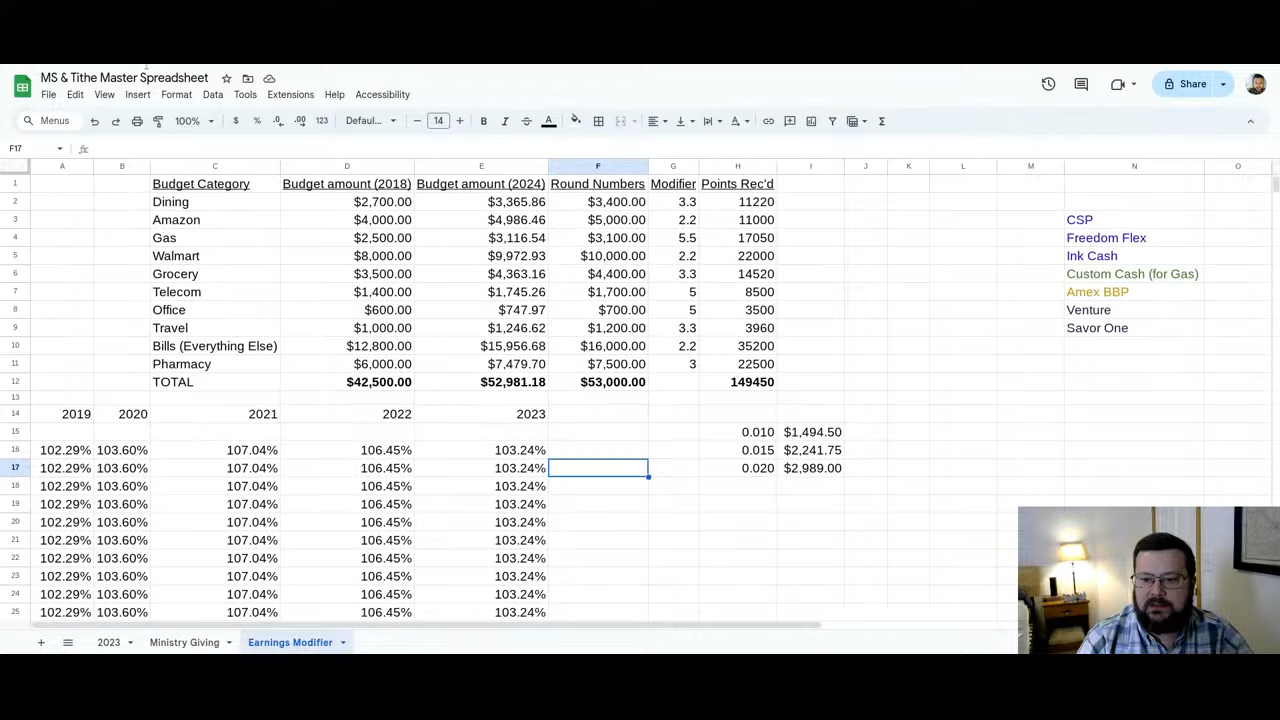 MS & Tithe Master Spreadsheet
File Edit View Insert Format Data Tools Extensions Help Accessibility
Share
Menus 100% $ % .0 .00 123 Defaul... 14 B I A
F17
A B C D E F G H I J K L M N O
1 Budget Category Budget amount (2018) Budget amount (2024) Round Numbers Modifier Points Rec'd
2 Dining $2,700.00 $3,365.86 $3,400.00 3.3 11220
3 Amazon $4,000.00 $4,986.46 $5,000.00 2.2 11000 CSP
4 Gas $2,500.00 $3,116.54 $3,100.00 5.5 17050 Freedom Flex
5 Walmart $8,000.00 $9,972.93 $10,000.00 2.2 22000 Ink Cash
6 Grocery $3,500.00 $4,363.16 $4,400.00 3.3 14520 Custom Cash (for Gas)
7 Telecom $1,400.00 $1,745.26 $1,700.00 5 8500 Amex BBP
8 Office $600.00 $747.97 $700.00 5 3500 Venture
9 Travel $1,000.00 $1,246.62 $1,200.00 3.3 3960 Savor One
10 Bills (Everything Else) $12,800.00 $15,956.68 $16,000.00 2.2 35200
11 Pharmacy $6,000.00 $7,479.70 $7,500.00 3 22500
12 TOTAL $42,500.00 $52,981.18 $53,000.00 149450
13
14 2019 2020 2021 2022 2023
15 0.010 $1,494.50
16 102.29% 103.60% 107.04% 106.45% 103.24% 0.015 $2,241.75
17 102.29% 103.60% 107.04% 106.45% 103.24% 0.020 $2,989.00
18 102.29% 103.60% 107.04% 106.45% 103.24%
19 102.29% 103.60% 107.04% 106.45% 103.24%
20 102.29% 103.60% 107.04% 106.45% 103.24%
21 102.29% 103.60% 107.04% 106.45% 103.24%
22 102.29% 103.60% 107.04% 106.45% 103.24%
23 102.29% 103.60% 107.04% 106.45% 103.24%
24 102.29% 103.60% 107.04% 106.45% 103.24%
25 102.29% 103.60% 107.04% 106.45% 103.24%
2023 Ministry Giving Earnings Modifier